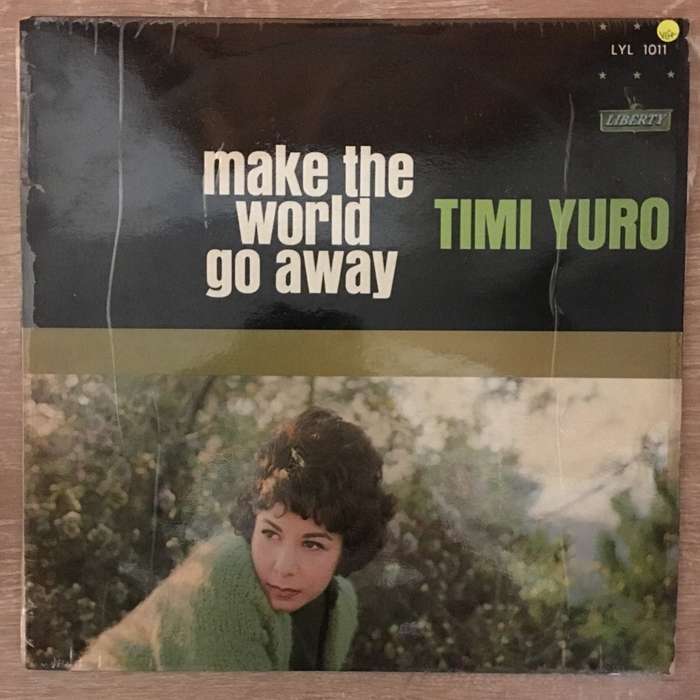 LYL 1011
LIBERTY
make the
world
go away
TIMI YURO